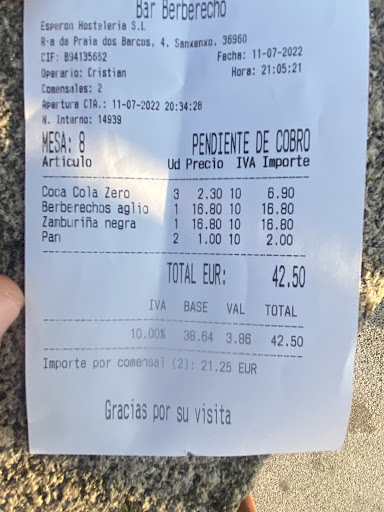 Bar Berberecho
Esperon Hosteleria S.L
R-a da Praia dos Barcos, 4, Sanxenxo, 36960
CIF: B94135662 Fecha: 11-07-2022
Operario: Cristian Hora: 21:05:21
Comensales: 2
Apertura CTA.: 11-07-2022 20:34:28
N. Interno: 14939
MESA: 8 PENDIENTE DE COBRO
Articulo Ud Precio IVA Importe
Coca Cola Zero 3 2.30 10 6.90
Berberechos aglio 1 16.80 10 16.80
Zamburiña negra 1 16.80 10 16.80
Pan 2 1.00 10 2.00
TOTAL EUR: 42.50
IVA BASE VAL TOTAL
10.00% 38.64 3.86 42.50
Importe por comensal (2): 21.25 EUR
Gracias por su visita